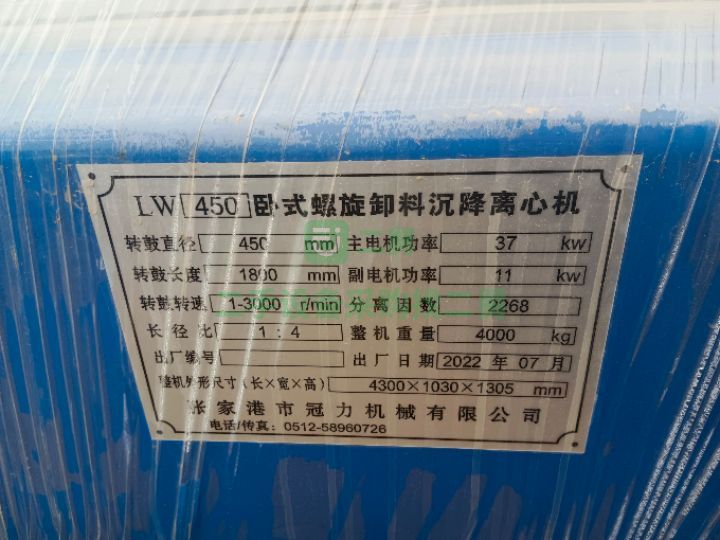 LW 450 卧式螺旋卸料沉降离心机
转鼓直径 450 mm 主电机功率 37 kw
转鼓长度 1800 mm 副电机功率 11 kw
转鼓转速 1-3000 r/min 分离因数 2268
长径比 1:4 整机重量 4000 kg
出厂编号 出厂日期 2022 年 07 月
整机外形尺寸(长×宽×高) 4300×1030×1305 mm
张家港市冠力机械有限公司
电话/传真: 0512-58960726